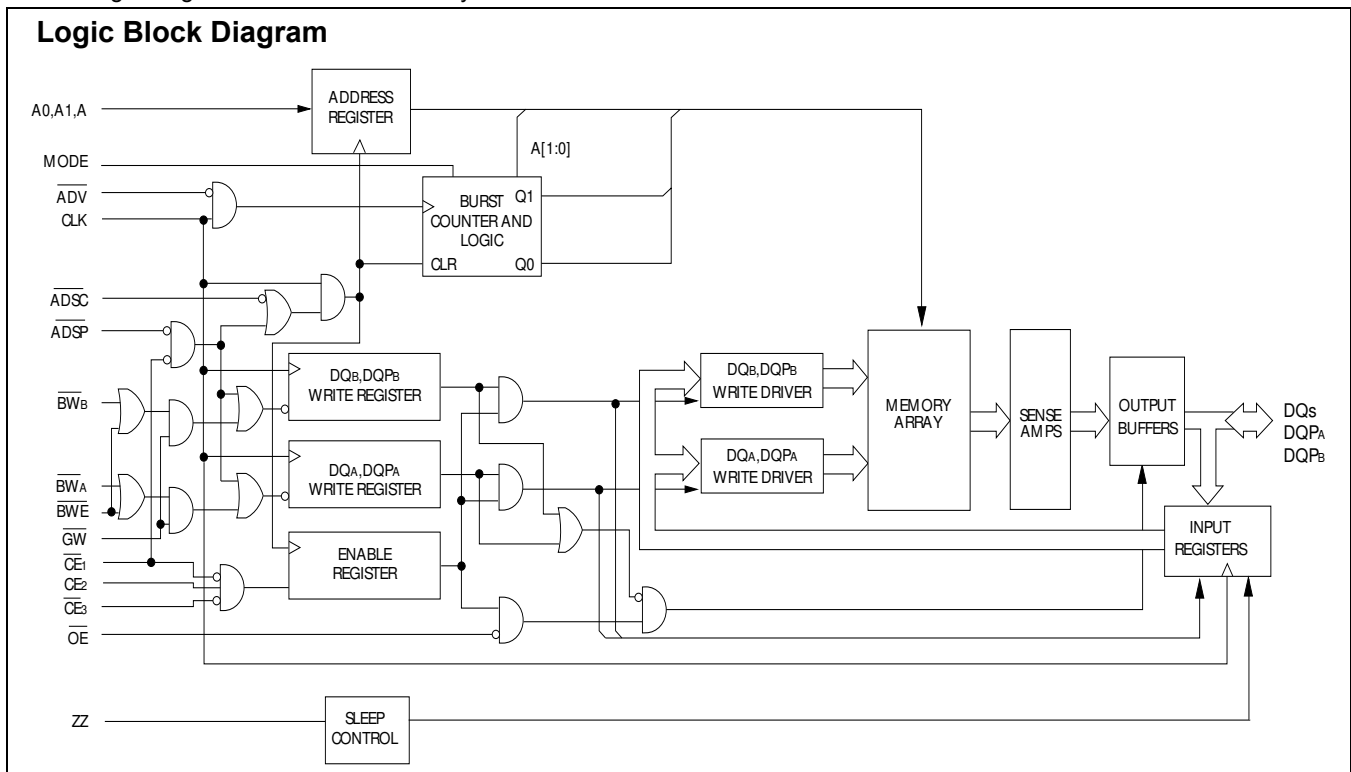 Logic Block Diagram
A0,A1,A
ADDRESS
REGISTER
MODE
A[1:0]
ADV
CLK
BURST
COUNTER AND
LOGIC
Q1
CLR
Q0
ADSC
ADSP
DQB,DQPB
WRITE REGISTER
DQB,DQPB
WRITE DRIVER
MEMORY
ARRAY
SENSE
AMPS
OUTPUT
BUFFERS
DQs
DQPA
DQPB
BWB
DQA,DQPA
WRITE REGISTER
DQA,DQPA
WRITE DRIVER
BWA
BWE
GW
INPUT
REGISTERS
ENABLE
REGISTER
CE1
CE2
CE3
OE
ZZ
SLEEP
CONTROL